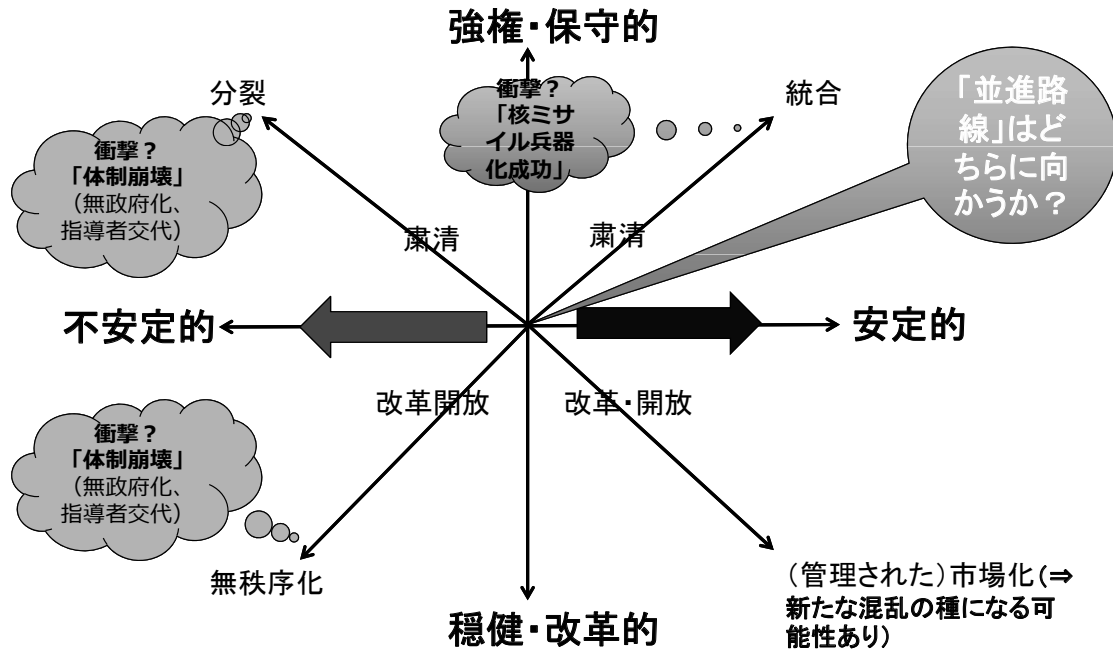 強権・保守的
分裂
衝撃？
「核ミサ
イル兵器
化成功」
統合
「並進路
線」はど
ちらに向
かうか？
衝撃？
「体制崩壊」
（無政府化、
指導者交代）
粛清
粛清
不安定的
安定的
改革開放
改革・開放
衝撃？
「体制崩壊」
（無政府化、
指導者交代）
無秩序化
穏健・改革的
（管理された）市場化（⇒
新たな混乱の種になる可
能性あり）